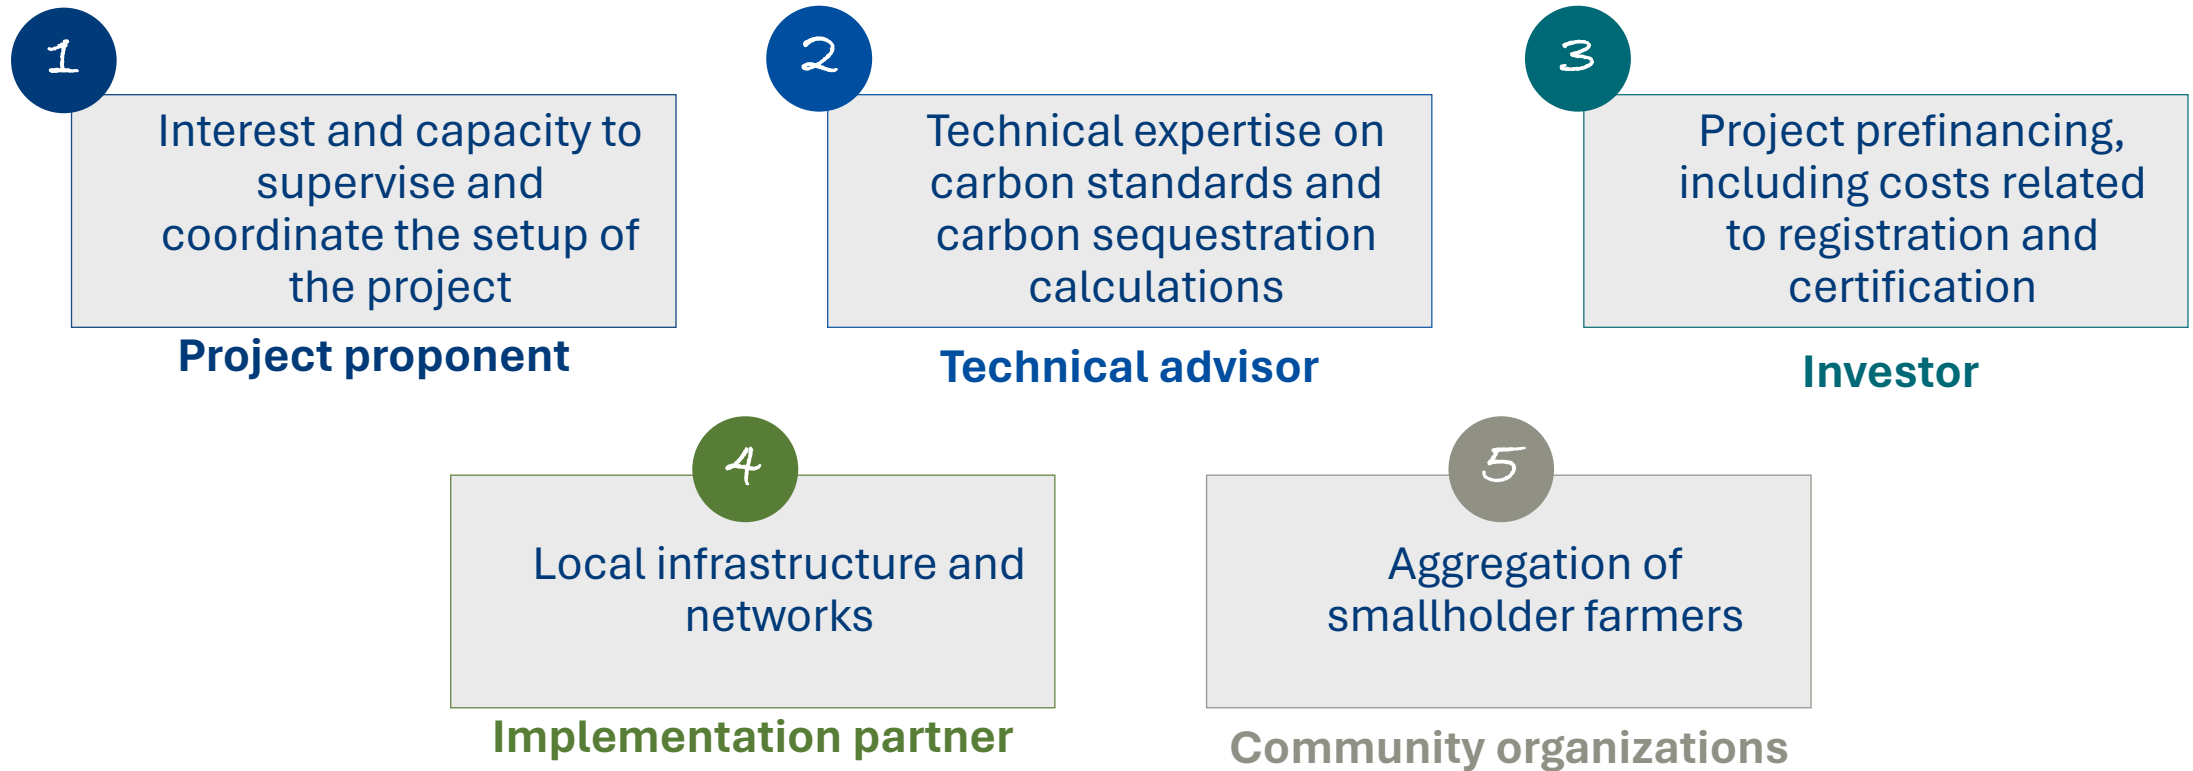 1
Interest and capacity to
supervise and
coordinate the setup of
the project
Project proponent
2
Technical expertise on
carbon standards and
carbon sequestration
calculations
Technical advisor
3
Project prefinancing,
including costs related
to registration and
certification
Investor
4
Local infrastructure and
networks
Implementation partner
5
Aggregation of
smallholder farmers
Community organizations